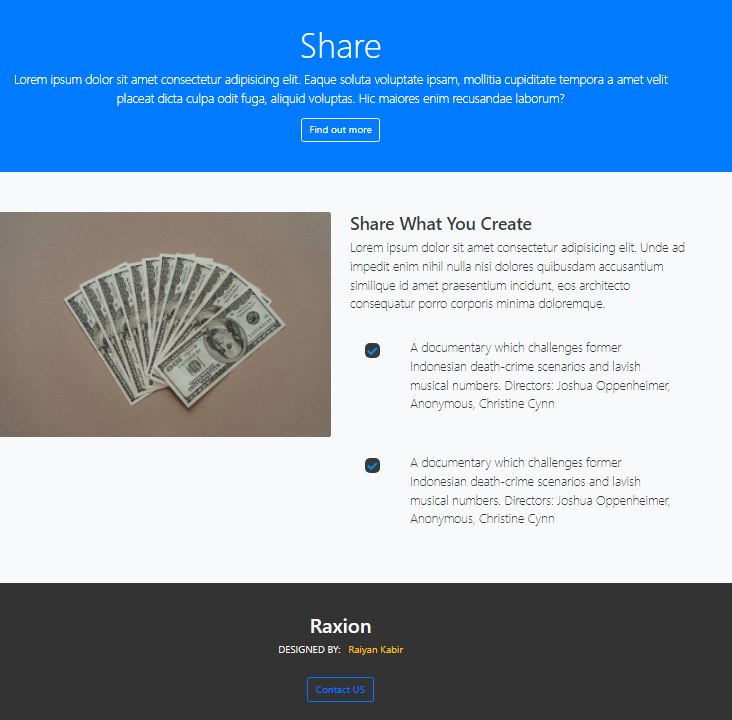 Share
Lorem ipsum dolor sit amet consectetur adipisicing elit. Eaque soluta voluptate ipsam, mollitia cupiditate tempora a amet velit
placeat dicta culpa odit fuga, aliquid voluptas. Hic maiores enim recusandae laborum?
Find out more
Share What You Create
Lorem ipsum dolor sit amet consectetur adipisicing elit. Unde ad
impedit enim nihil nulla nisi dolores quibusdam accusantium
similique id amet praesentium incidunt, eos architecto
consequatur porro corporis minima doloremque.
A documentary which challenges former
Indonesian death-crime scenarios and lavish
musical numbers. Directors: Joshua Oppenheimer,
Anonymous, Christine Cynn
A documentary which challenges former
Indonesian death-crime scenarios and lavish
musical numbers. Directors: Joshua Oppenheimer,
Anonymous, Christine Cynn
Raxion
DESIGNED BY: Raiyan Kabir
Contact US